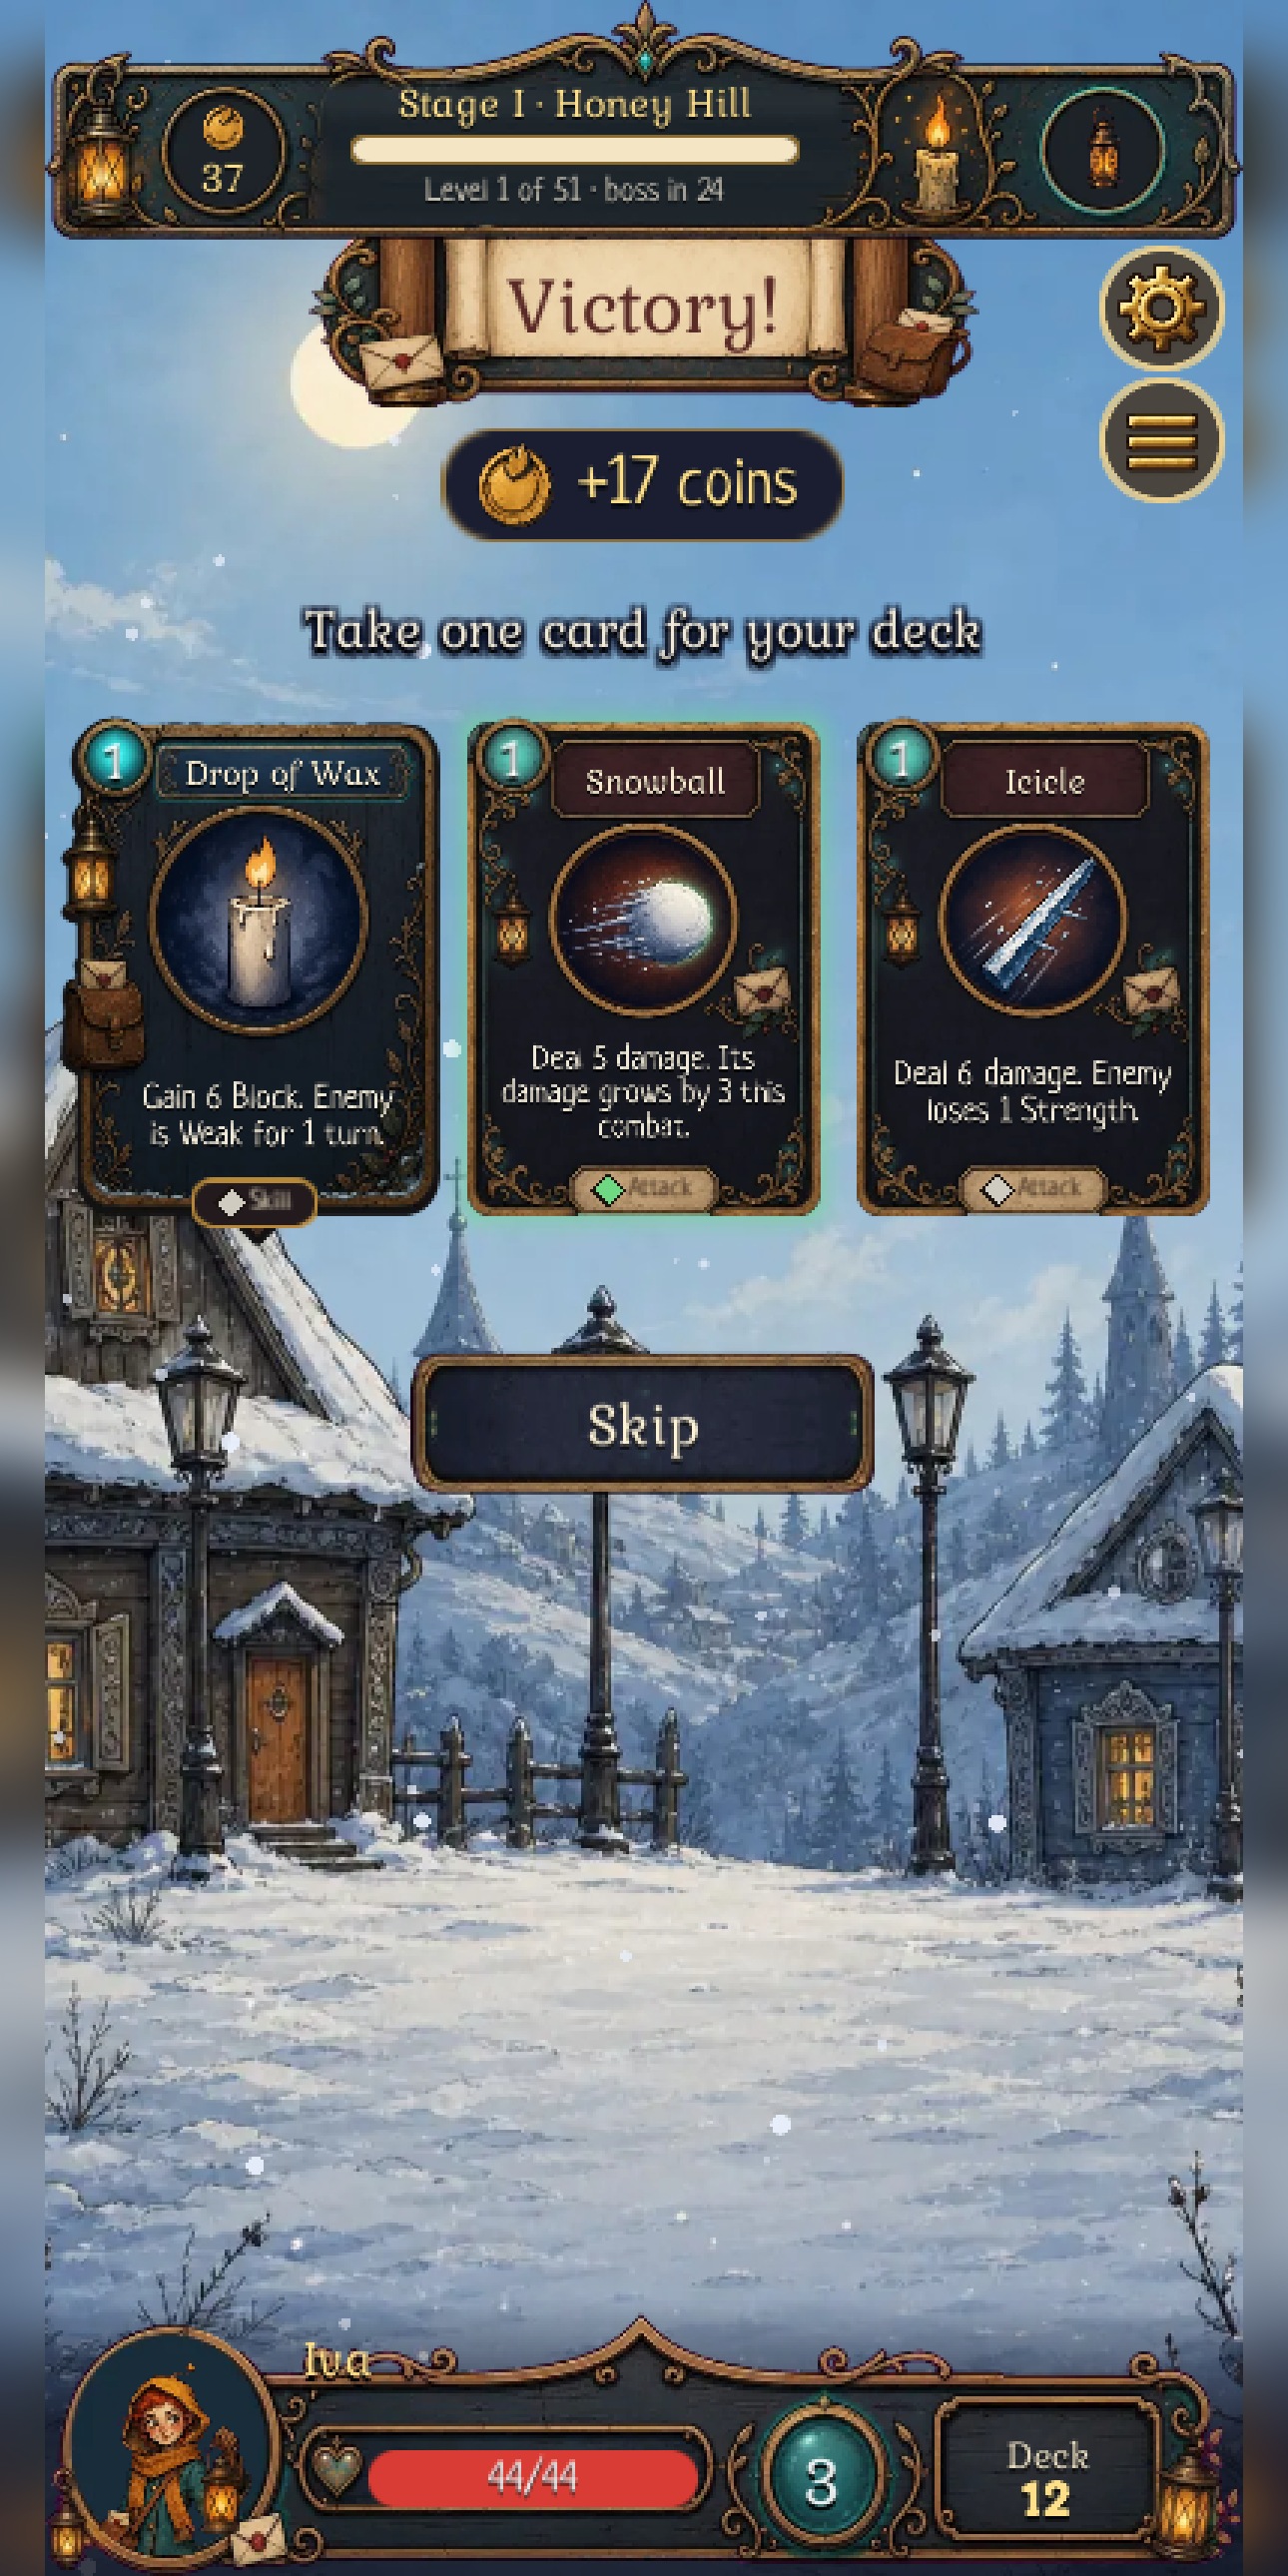 Stage I · Honey Hill
37
Level 1 of 51 · boss in 24
Victory!
+17 coins
Take one card for your deck
1
Drop of Wax
Gain 6 Block. Enemy
is Weak for 1 turn.
Skill
1
Snowball
Deal 5 damage. Its
damage grows by 3 this
combat.
Attack
1
Icicle
Deal 6 damage. Enemy
loses 1 Strength.
Attack
Skip
Iva
44/44
3
Deck
12